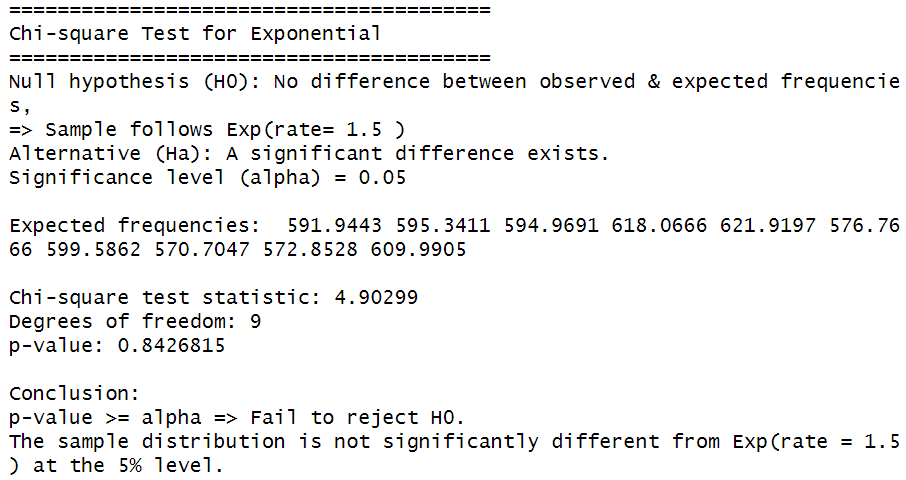 ========================================
Chi-square Test for Exponential
========================================
Null hypothesis (H0): No difference between observed & expected frequencie
s,
=> Sample follows Exp(rate= 1.5 )
Alternative (Ha): A significant difference exists.
Significance level (alpha) = 0.05
Expected frequencies:  591.9443 595.3411 594.9691 618.0666 621.9197 576.76
66 599.5862 570.7047 572.8528 609.9905
Chi-square test statistic: 4.90299
Degrees of freedom: 9
p-value: 0.8426815
Conclusion:
p-value >= alpha => Fail to reject H0.
The sample distribution is not significantly different from Exp(rate = 1.5
) at the 5% level.